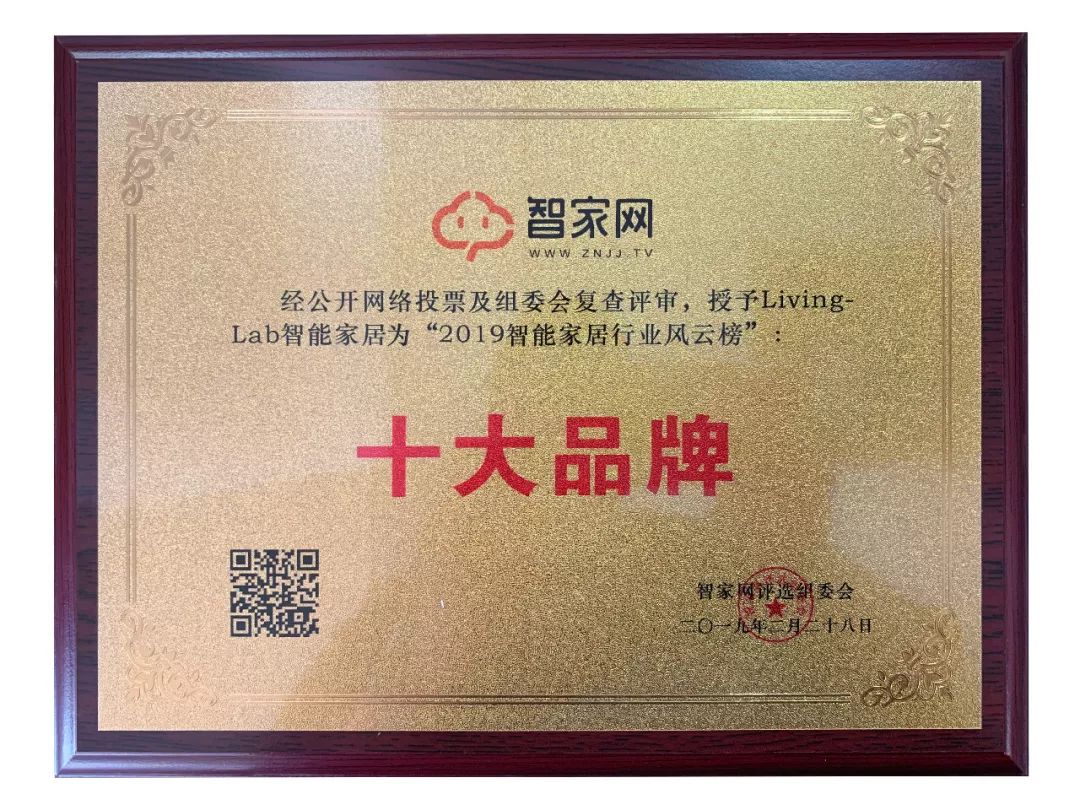 智家网
WWW ZNJJ TV
经公开网络投票及组委会复查评审，授予Living-
Lab智能家居为“2019智能家居行业风云榜”：
十大品牌
智家网评选组委会
二〇一九年二月二十八日